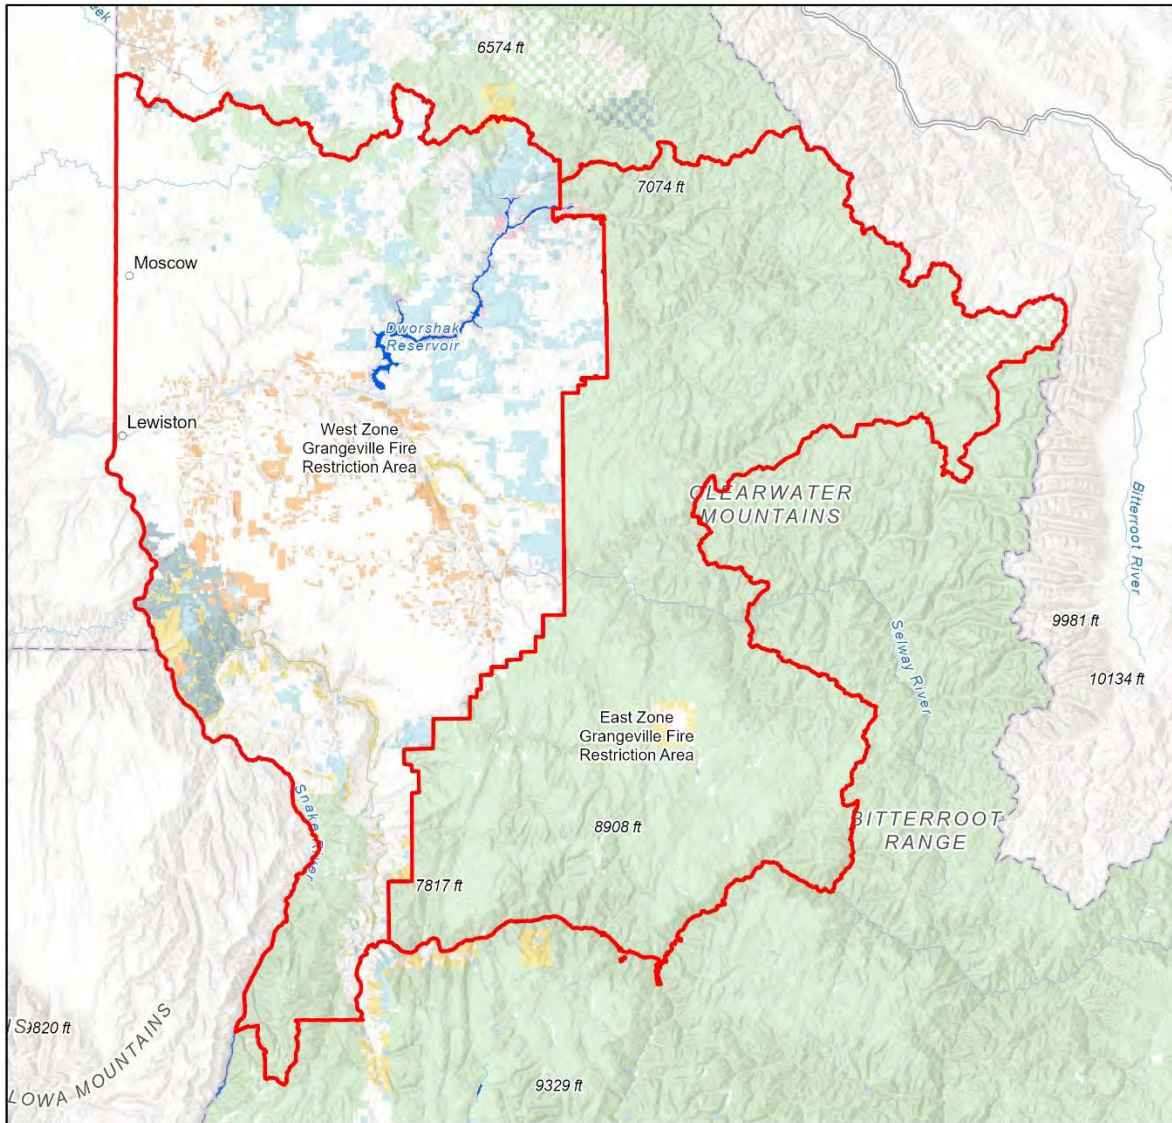 eek
6574 ft
7074 ft
Moscow
Dworshak
Reservoir
Lewiston
West Zone
Grangeville Fire
Restriction Area
CLEARWATER
MOUNTAINS
Bitterroot River
Selway River
9981 ft
10134 ft
East Zone
Grangeville Fire
Restriction Area
Snake River
8908 ft
BITTERROOT
RANGE
7817 ft
9820 ft
LOWA MOUNTAINS
9329 ft